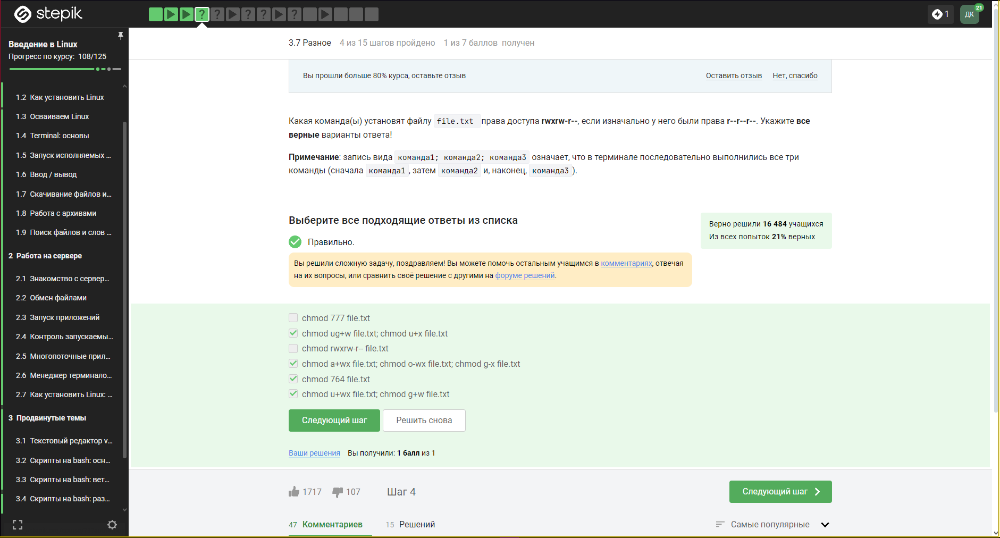 stepik
? ? ? ? ?
1
ДК
21
Введение в Linux
Прогресс по курсу: 108/125
1.2 Как установить Linux
1.3 Осваиваем Linux
1.4 Terminal: основы
1.5 Запуск исполняемых ...
1.6 Ввод / вывод
1.7 Скачивание файлов и...
1.8 Работа с архивами
1.9 Поиск файлов и слов ...
2 Работа на сервере
2.1 Знакомство с сервер...
2.2 Обмен файлами
2.3 Запуск приложений
2.4 Контроль запускаемы...
2.5 Многопоточные прил...
2.6 Менеджер терминало...
2.7 Как установить Linux: ...
3 Продвинутые темы
3.1 Текстовый редактор v...
3.2 Скрипты на bash: осн...
3.3 Скрипты на bash: вет...
3.4 Скрипты на bash: раз...
3.7 Разное 4 из 15 шагов пройдено 1 из 7 баллов получен
Вы прошли больше 80% курса, оставьте отзыв Оставить отзыв Нет, спасибо
Какая команда(ы) установят файлу file.txt права доступа rwxrw-r--, если изначально у него были права r--r--r--. Укажите все
верные варианты ответа!
Примечание: запись вида команда1; команда2; команда3 означает, что в терминале последовательно выполнились все три
команды (сначала команда1, затем команда2 и, наконец, команда3).
Выберите все подходящие ответы из списка
Правильно.
Верно решили 16 484 учащихся
Из всех попыток 21% верных
Вы решили сложную задачу, поздравляем! Вы можете помочь остальным учащимся в комментариях, отвечая
на их вопросы, или сравнить своё решение с другими на форуме решений.
chmod 777 file.txt
chmod ug+w file.txt; chmod u+x file.txt
chmod rwxrw-r-- file.txt
chmod a+wx file.txt; chmod o-wx file.txt; chmod g-x file.txt
chmod 764 file.txt
chmod u+wx file.txt; chmod g+w file.txt
Следующий шаг Решить снова
Ваши решения Вы получили: 1 балл из 1
1717 107 Шаг 4 Следующий шаг
47 Комментариев 15 Решений Самые популярные